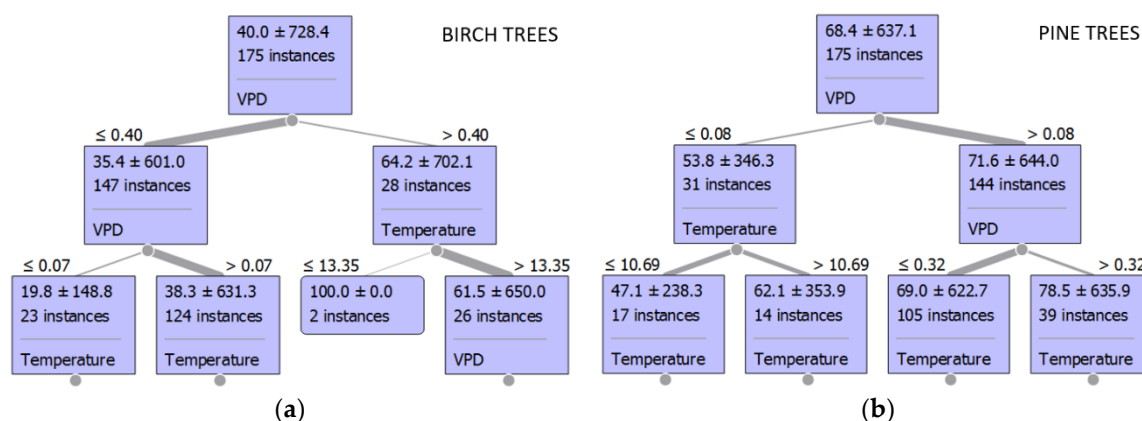 BIRCH TREES
40.0 ± 728.4
175 instances
VPD
≤ 0.40
> 0.40
35.4 ± 601.0
147 instances
VPD
64.2 ± 702.1
28 instances
Temperature
≤ 0.07
> 0.07
≤ 13.35
> 13.35
19.8 ± 148.8
23 instances
Temperature
38.3 ± 631.3
124 instances
Temperature
100.0 ± 0.0
2 instances
61.5 ± 650.0
26 instances
VPD
(a)
PINE TREES
68.4 ± 637.1
175 instances
VPD
≤ 0.08
> 0.08
53.8 ± 346.3
31 instances
Temperature
71.6 ± 644.0
144 instances
VPD
≤ 10.69
> 10.69
≤ 0.32
> 0.32
47.1 ± 238.3
17 instances
Temperature
62.1 ± 353.9
14 instances
Temperature
69.0 ± 622.7
105 instances
Temperature
78.5 ± 635.9
39 instances
Temperature
(b)